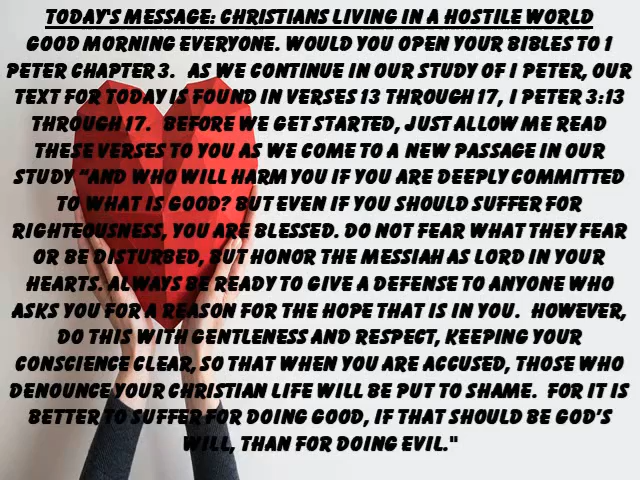 TODAY'S MESSAGE: CHRISTIANS LIVING IN A HOSTILE WORLD
GOOD MORNING EVERYONE. WOULD YOU OPEN YOUR BIBLES TO 1
PETER CHAPTER 3. AS WE CONTINUE IN OUR STUDY OF I PETER, OUR
TEXT FOR TODAY IS FOUND IN VERSES 13 THROUGH 17, I PETER 3:13
THROUGH 17. BEFORE WE GET STARTED, JUST ALLOW ME READ
THESE VERSES TO YOU AS WE COME TO A NEW PASSAGE IN OUR
STUDY "AND WHO WILL HARM YOU IF YOU ARE DEEPLY COMMITTED
TO WHAT IS GOOD? BUT EVEN IF YOU SHOULD SUFFER FOR
RIGHTEOUSNESS, YOU ARE BLESSED. DO NOT FEAR WHAT THEY FEAR
OR BE DISTURBED, BUT HONOR THE MESSIAH AS LORD IN YOUR
HEARTS. ALWAYS BE READY TO GIVE A DEFENSE TO ANYONE WHO
ASKS YOU FOR A REASON FOR THE HOPE THAT IS IN YOU. HOWEVER,
DO THIS WITH GENTLENESS AND RESPECT, KEEPING YOUR
CONSCIENCE CLEAR, SO THAT WHEN YOU ARE ACCUSED, THOSE WHO
DENOUNCE YOUR CHRISTIAN LIFE WILL BE PUT TO SHAME. FOR IT IS
BETTER TO SUFFER FOR DOING GOOD, IF THAT SHOULD BE GOD'S
WILL, THAN FOR DOING EVIL."